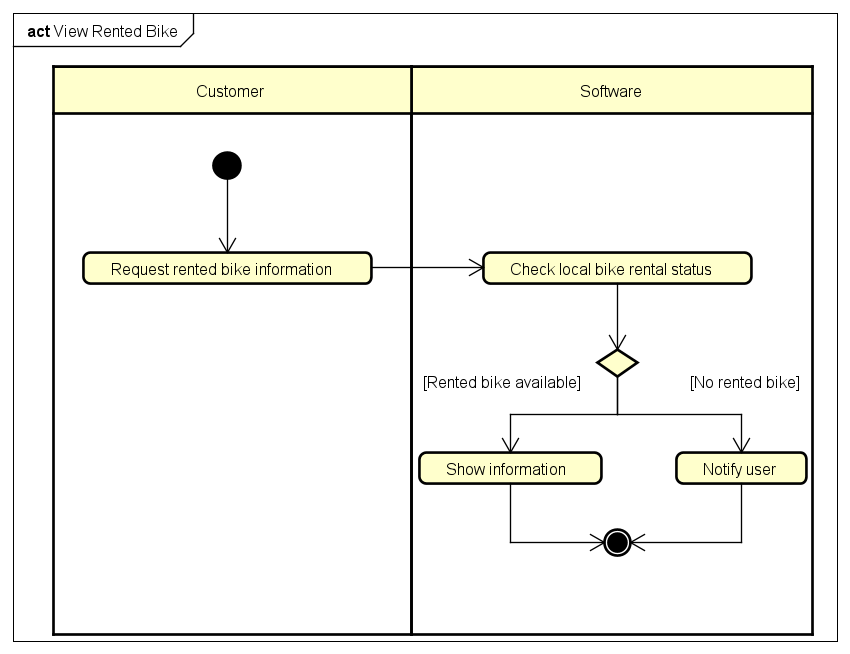 act View Rented Bike
Customer
Software
Request rented bike information
Check local bike rental status
[Rented bike available]
[No rented bike]
Show information
Notify user